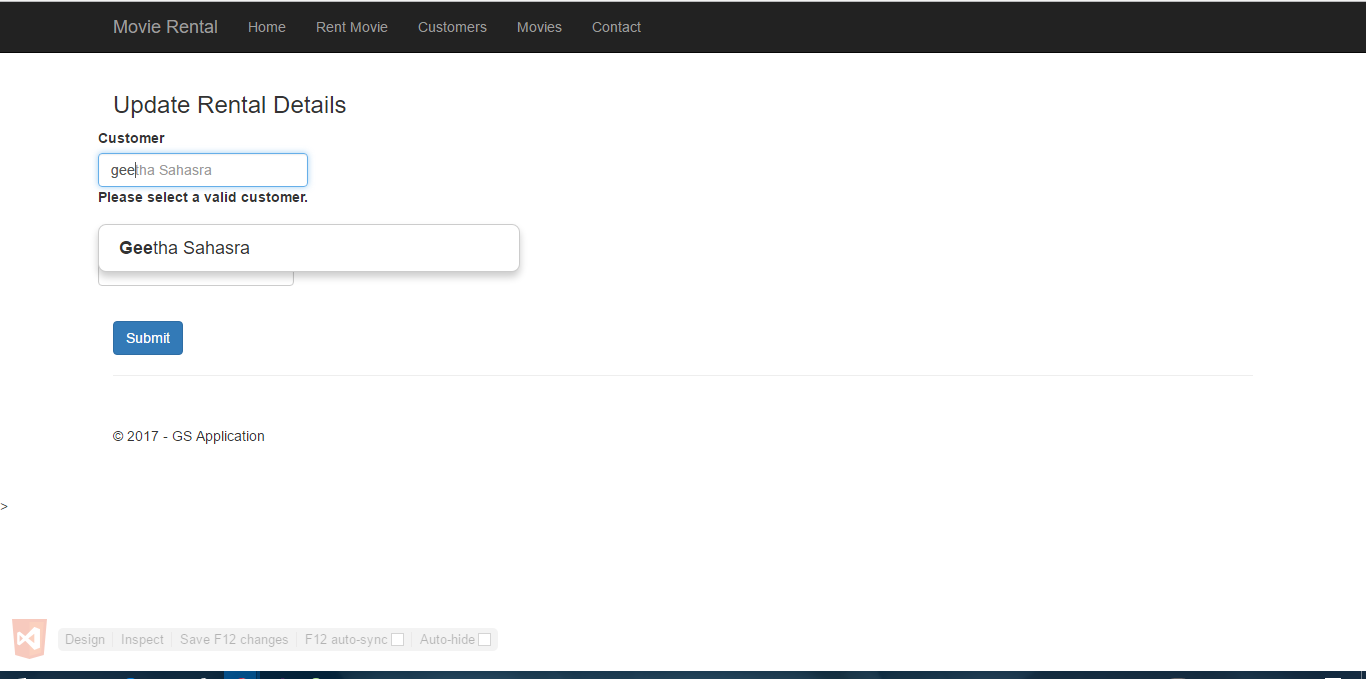 Movie Rental Home Rent Movie Customers Movies Contact
Update Rental Details
Customer
geetha Sahasra
Please select a valid customer.
Geetha Sahasra
Submit
© 2017 - GS Application
>
Design Inspect Save F12 changes F12 auto-sync Auto-hide